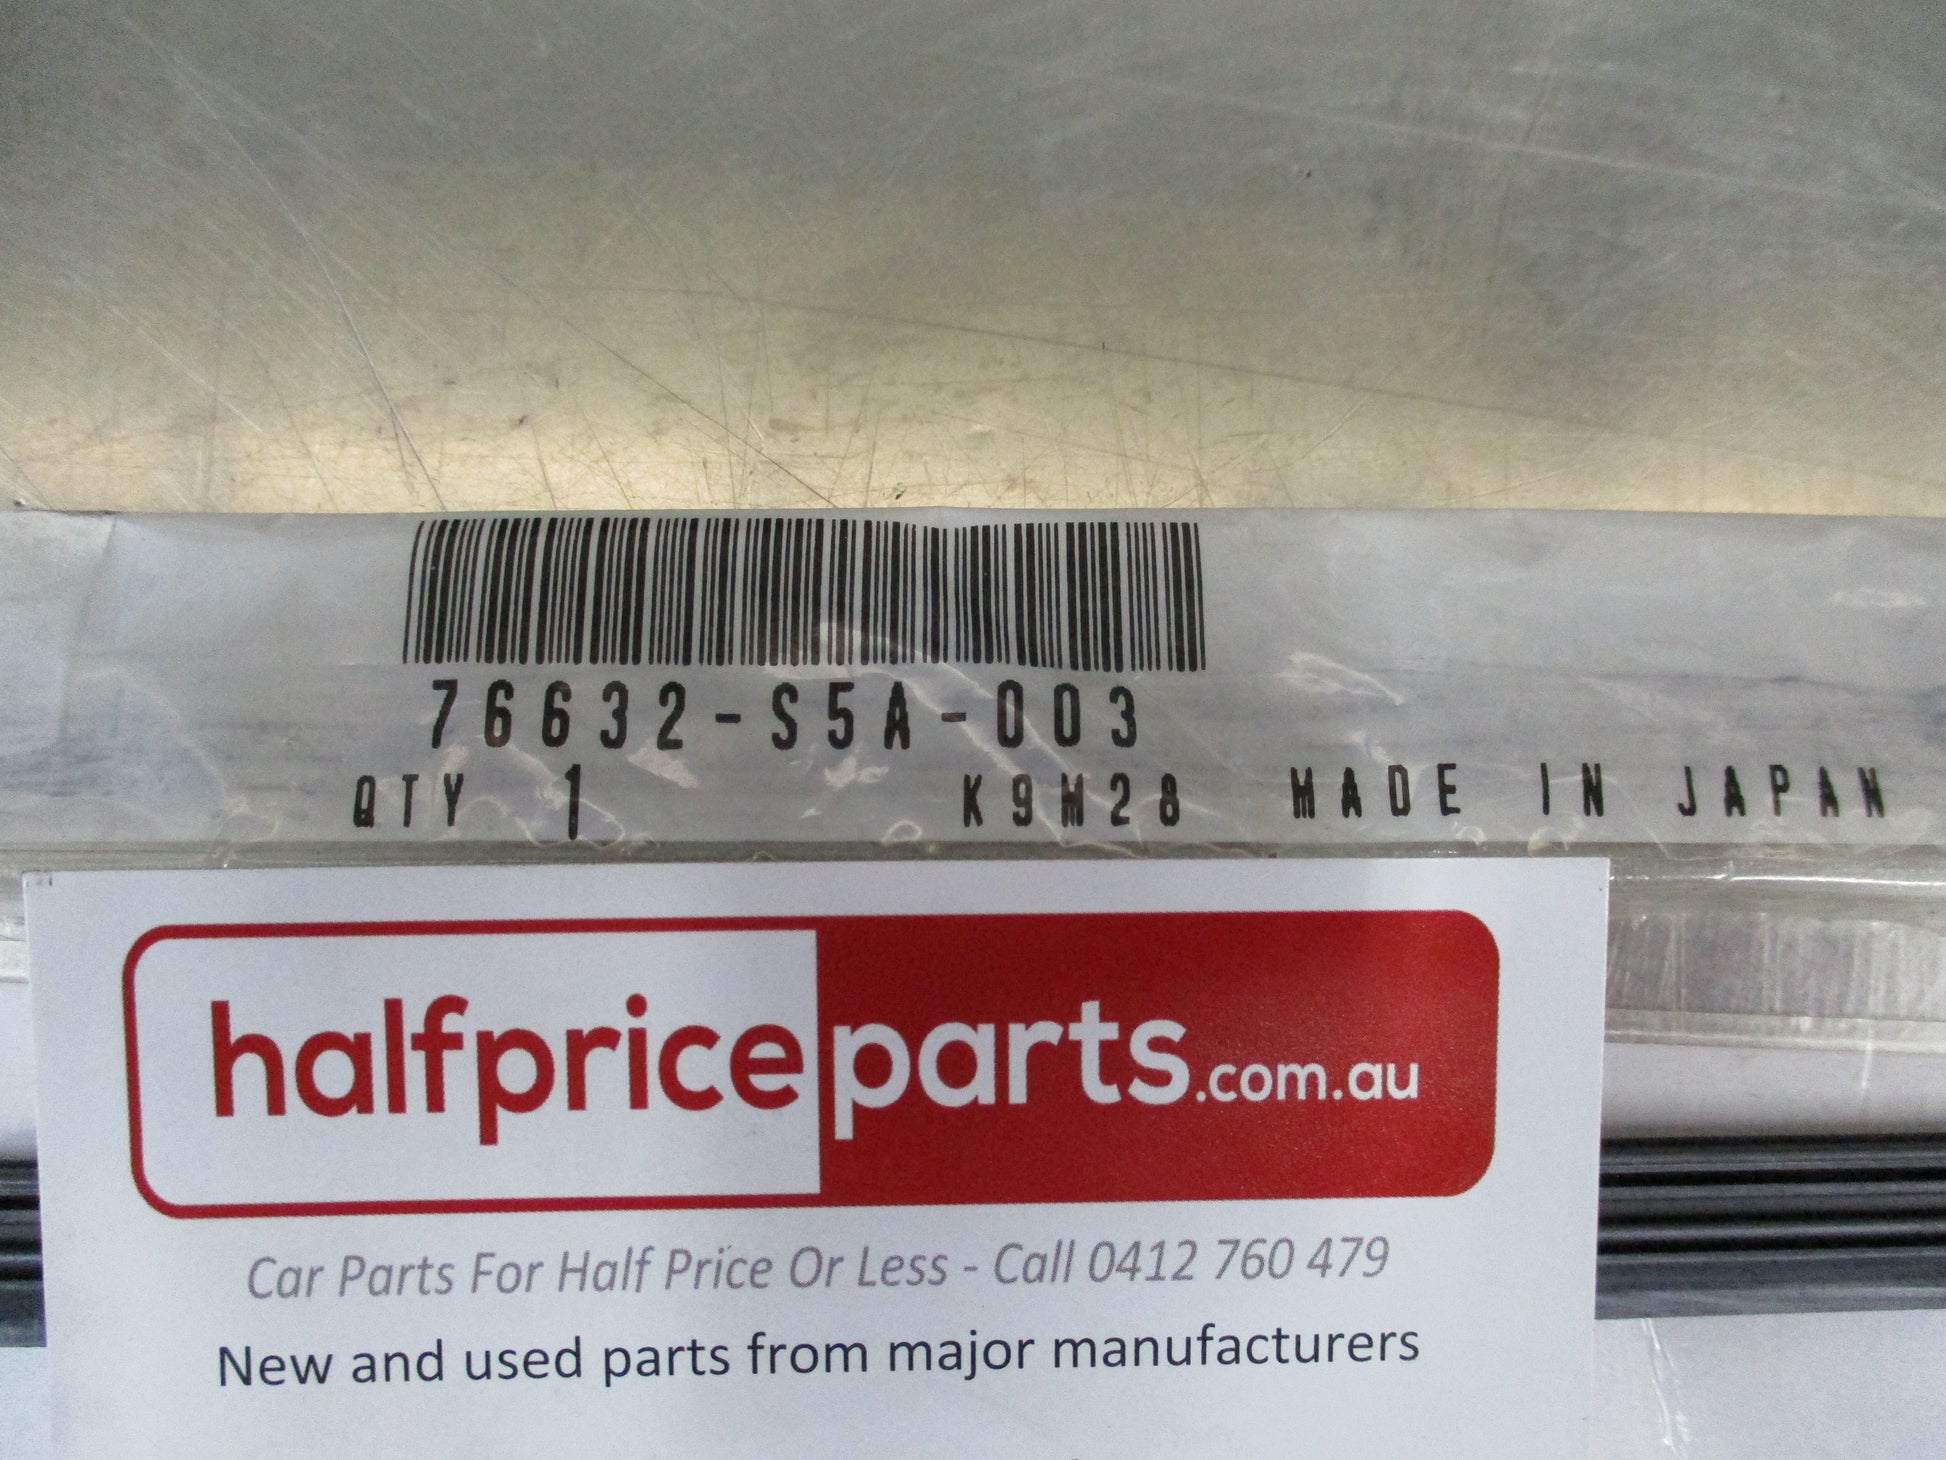 76632-S5A-003
QTY 1 K9M28 MADE IN JAPAN
halfpriceparts.com.au
Car Parts For Half Price Or Less - Call 0412 760 479
New and used parts from major manufacturers